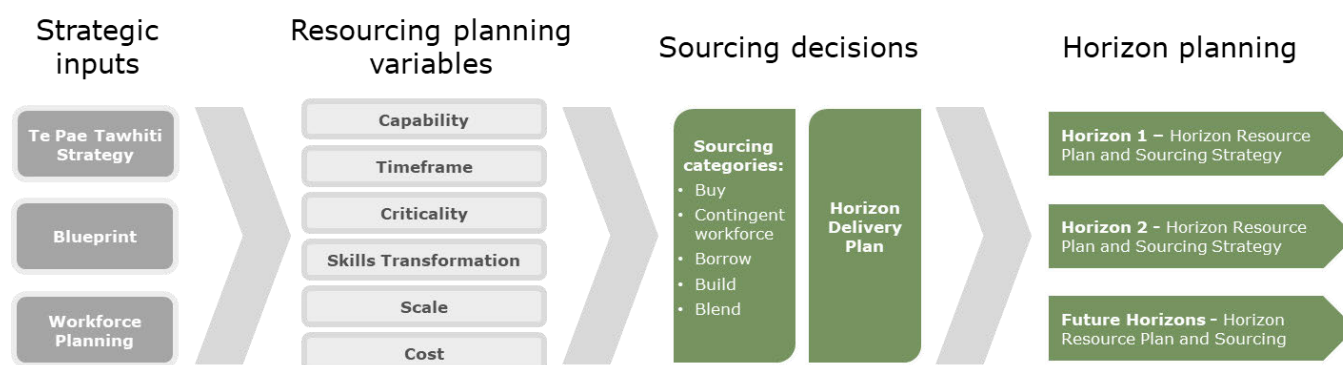 Strategic
inputs
Resourcing planning
variables
Sourcing decisions
Horizon planning
Te Pae Tawhiti
Strategy
Blueprint
Workforce
Planning
Capability
Timeframe
Criticality
Skills Transformation
Scale
Cost
Sourcing
categories:
• Buy
• Contingent
workforce
• Borrow
• Build
• Blend
Horizon
Delivery
Plan
Horizon 1 – Horizon Resource
Plan and Sourcing Strategy
Horizon 2 - Horizon Resource
Plan and Sourcing Strategy
Future Horizons - Horizon
Resource Plan and Sourcing